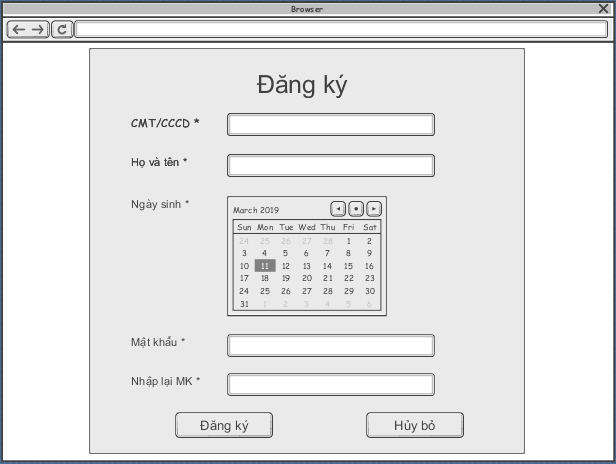 Browser
Đăng ký
CMT/CCCD *
Họ và tên *
Ngày sinh *
March 2019
Sun Mon Tue Wed Thu Fri Sat
24 25 26 27 28 1 2
3 4 5 6 7 8 9
10 11 12 13 14 15 16
17 18 19 20 21 22 23
24 25 26 27 28 29 30
31 1 2 3 4 5 6
Mật khẩu *
Nhập lại MK *
Đăng ký Hủy bỏ